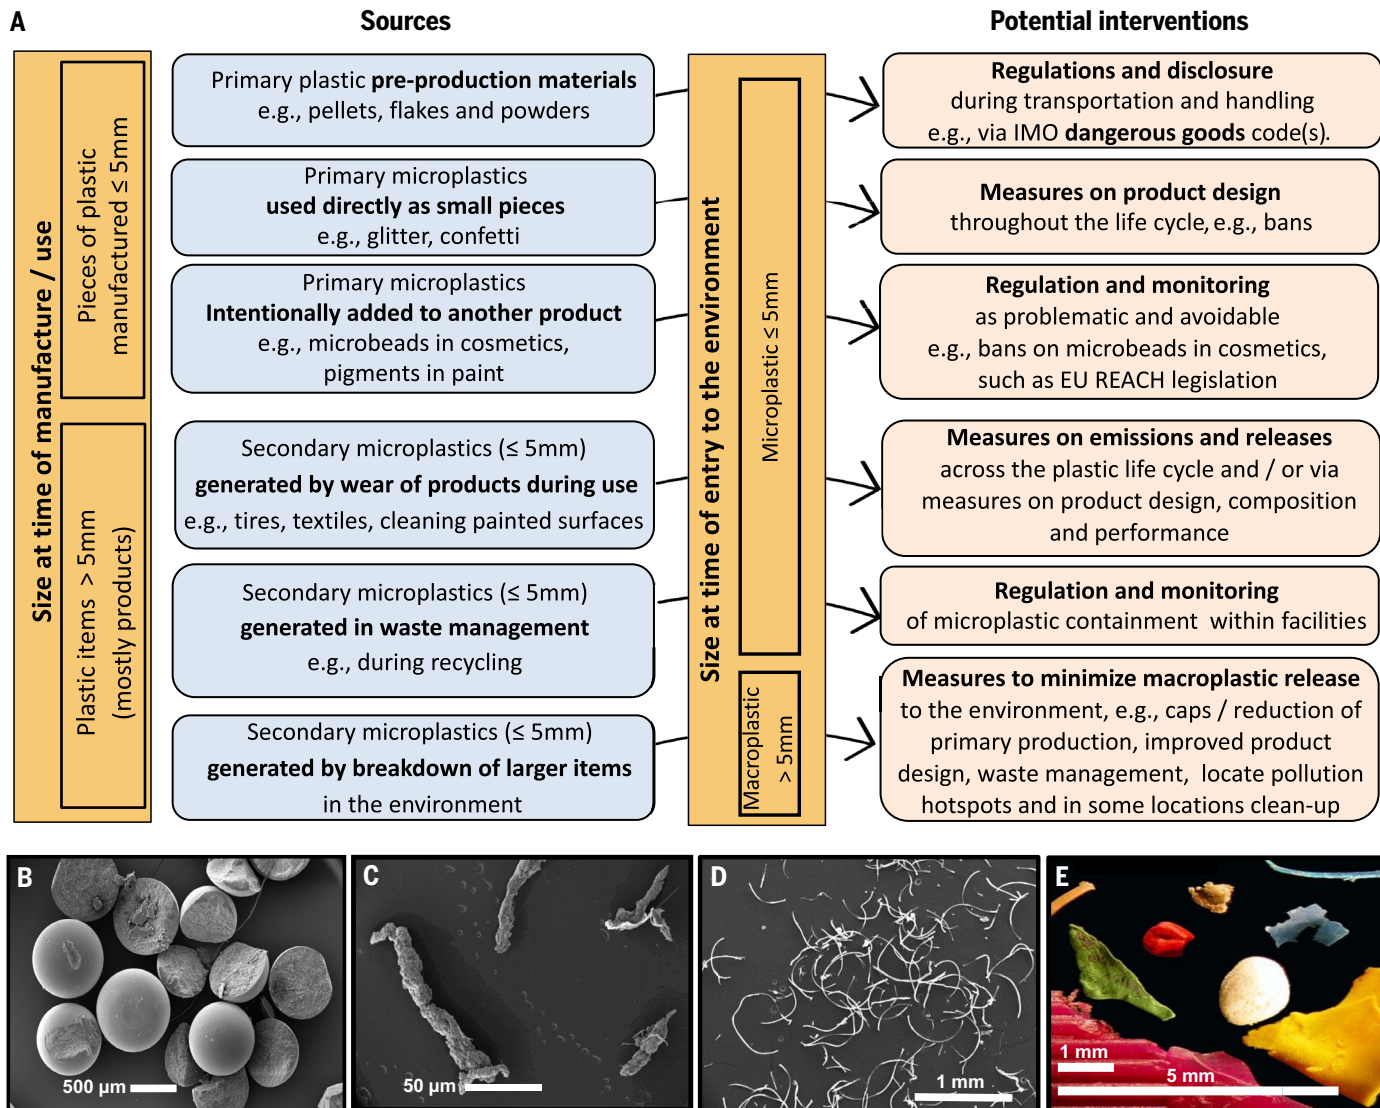 A
Sources
Potential interventions
Size at time of manufacture / use
Pieces of plastic
manufactured ≤ 5mm
Plastic items > 5mm
(mostly products)
Primary plastic pre-production materials
e.g., pellets, flakes and powders
Primary microplastics
used directly as small pieces
e.g., glitter, confetti
Primary microplastics
Intentionally added to another product
e.g., microbeads in cosmetics,
pigments in paint
Secondary microplastics (≤ 5mm)
generated by wear of products during use
e.g., tires, textiles, cleaning painted surfaces
Secondary microplastics (≤ 5mm)
generated in waste management
e.g., during recycling
Secondary microplastics (≤ 5mm)
generated by breakdown of larger items
in the environment
Size at time of entry to the environment
Microplastic ≤ 5mm
Macroplastic
> 5mm
Regulations and disclosure
during transportation and handling
e.g., via IMO dangerous goods code(s).
Measures on product design
throughout the life cycle, e.g., bans
Regulation and monitoring
as problematic and avoidable
e.g., bans on microbeads in cosmetics,
such as EU REACH legislation
Measures on emissions and releases
across the plastic life cycle and / or via
measures on product design, composition
and performance
Regulation and monitoring
of microplastic containment within facilities
Measures to minimize macroplastic release
to the environment, e.g., caps / reduction of
primary production, improved product
design, waste management, locate pollution
hotspots and in some locations clean-up
B
500 µm
C
50 µm
D
1 mm
E
1 mm
5 mm